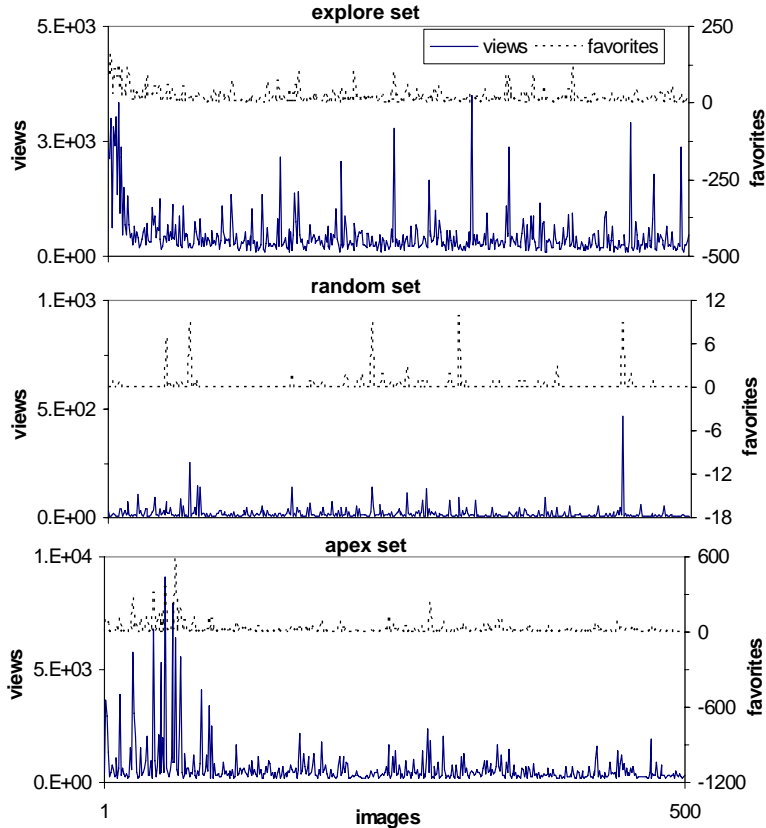 explore set
5.E+03
3.E+03
0.E+00
views
views
favorites
250
0
-250
-500
favorites
random set
1.E+03
5.E+02
0.E+00
views
12
6
0
-6
-12
-18
favorites
apex set
1.E+04
5.E+03
0.E+00
views
600
0
-600
-1200
favorites
1
images
500